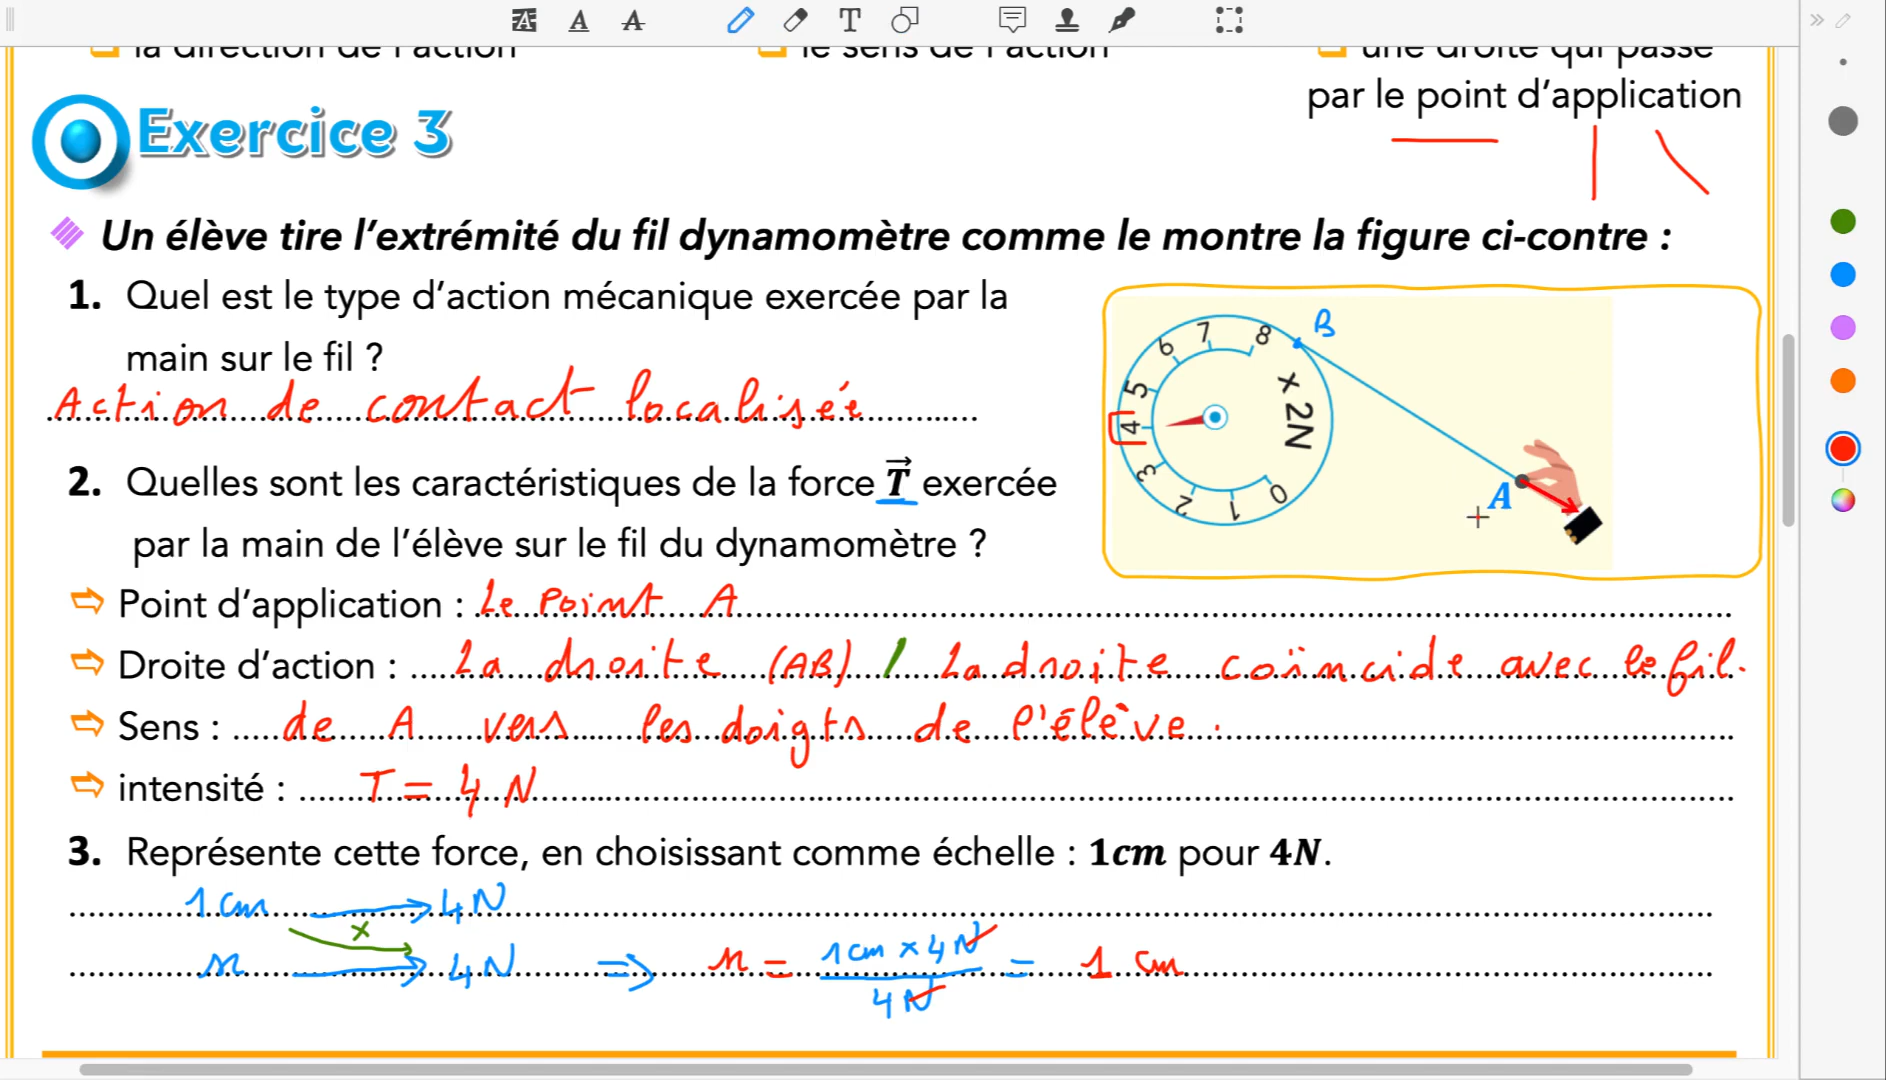 la direction de l'action
le sens de l'action
une droite qui passe
par le point d'application
Exercice 3
Un élève tire l'extrémité du fil dynamomètre comme le montre la figure ci-contre :
1. Quel est le type d'action mécanique exercée par la
main sur le fil ?
Action de contact localisée
2. Quelles sont les caractéristiques de la force T⃗ exercée
par la main de l'élève sur le fil du dynamomètre ?
0 1 2 3 4 5 6 7 8
x 2N
B
A
Point d'application : Le Point A
Droite d'action : La droite (AB) / La droite coïncide avec le fil.
Sens : de A vers les doigts de l'élève.
intensité : T = 4 N
3. Représente cette force, en choisissant comme échelle : 1cm pour 4N.
1 cm → 4N
x
x → 4N ⇒ x = 1cm × 4N / 4N = 1 cm